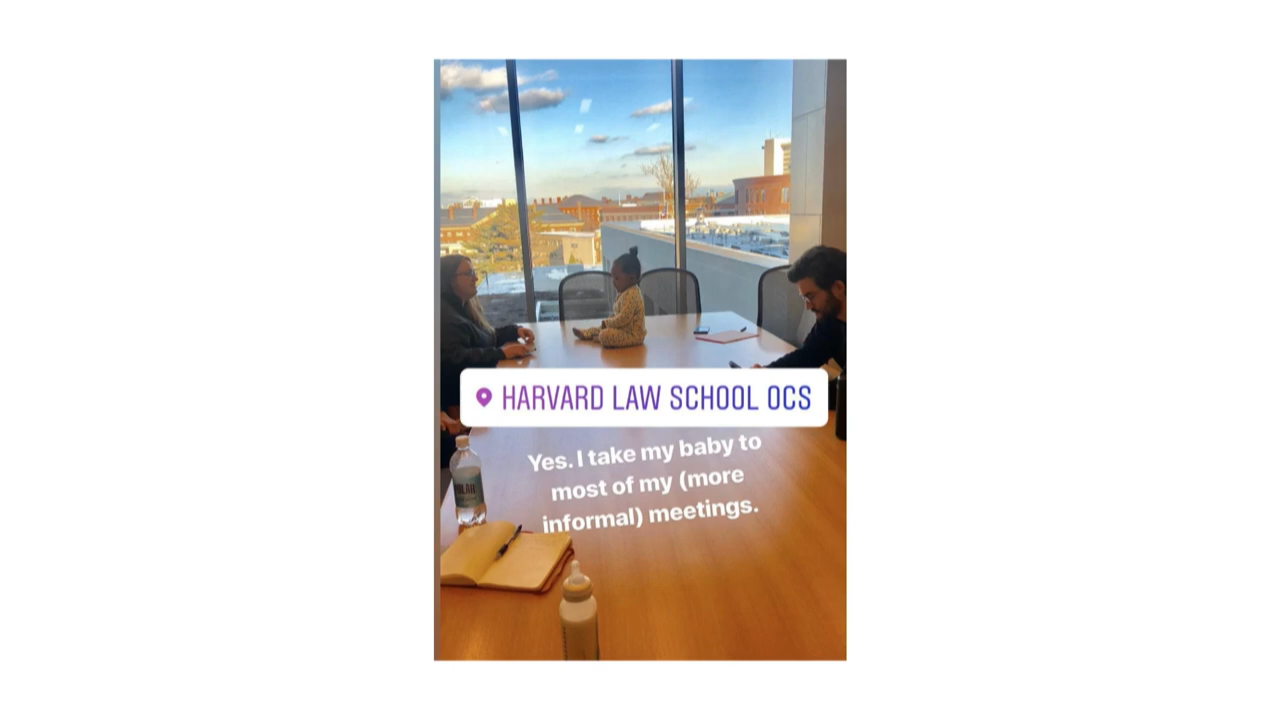 HARVARD LAW SCHOOL OCS
Yes. I take my baby to
most of my (more
informal) meetings.